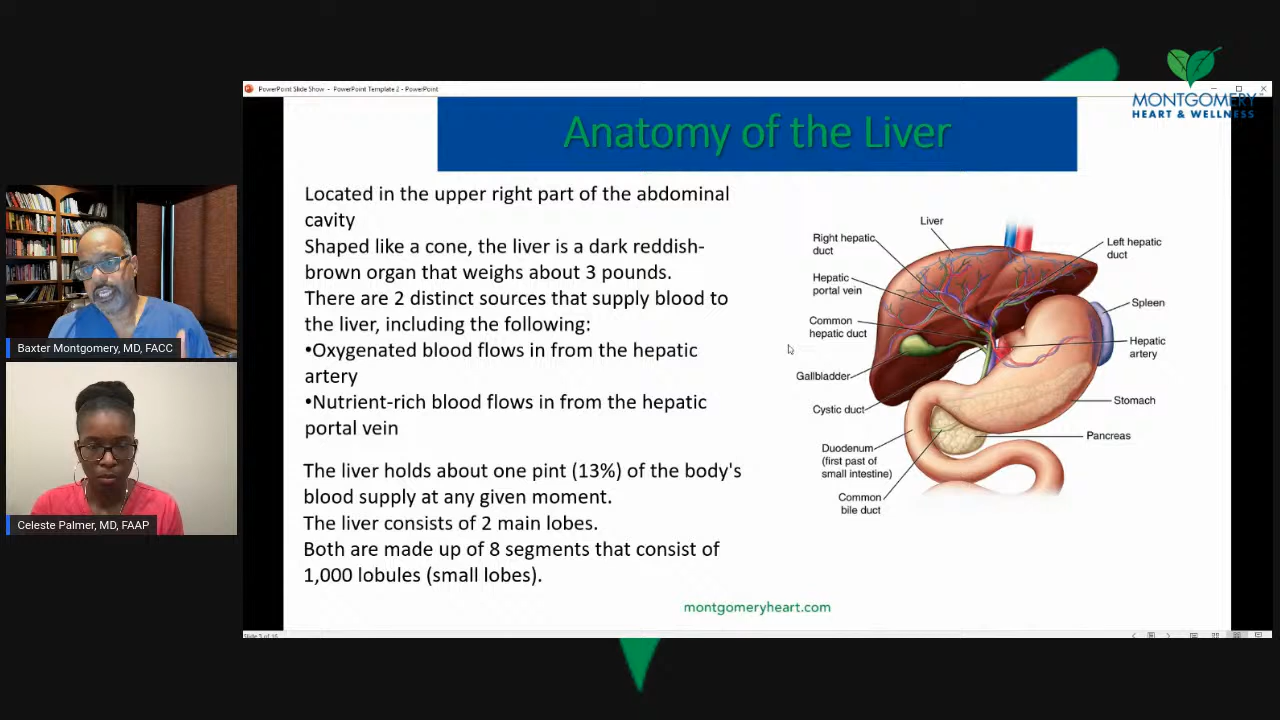 MONTGOMERY
HEART & WELLNESS
PowerPoint Slide Show - PowerPoint Template 2 - PowerPoint
Anatomy of the Liver
Located in the upper right part of the abdominal
cavity
Shaped like a cone, the liver is a dark reddish-
brown organ that weighs about 3 pounds.
There are 2 distinct sources that supply blood to
the liver, including the following:
•Oxygenated blood flows in from the hepatic
artery
•Nutrient-rich blood flows in from the hepatic
portal vein
The liver holds about one pint (13%) of the body's
blood supply at any given moment.
The liver consists of 2 main lobes.
Both are made up of 8 segments that consist of
1,000 lobules (small lobes).
Liver
Right hepatic
duct
Hepatic
portal vein
Common
hepatic duct
Gallbladder
Cystic duct
Duodenum
(first past of
small intestine)
Common
bile duct
Left hepatic
duct
Spleen
Hepatic
artery
Stomach
Pancreas
montgomeryheart.com
Baxter Montgomery, MD, FACC
Celeste Palmer, MD, FAAP